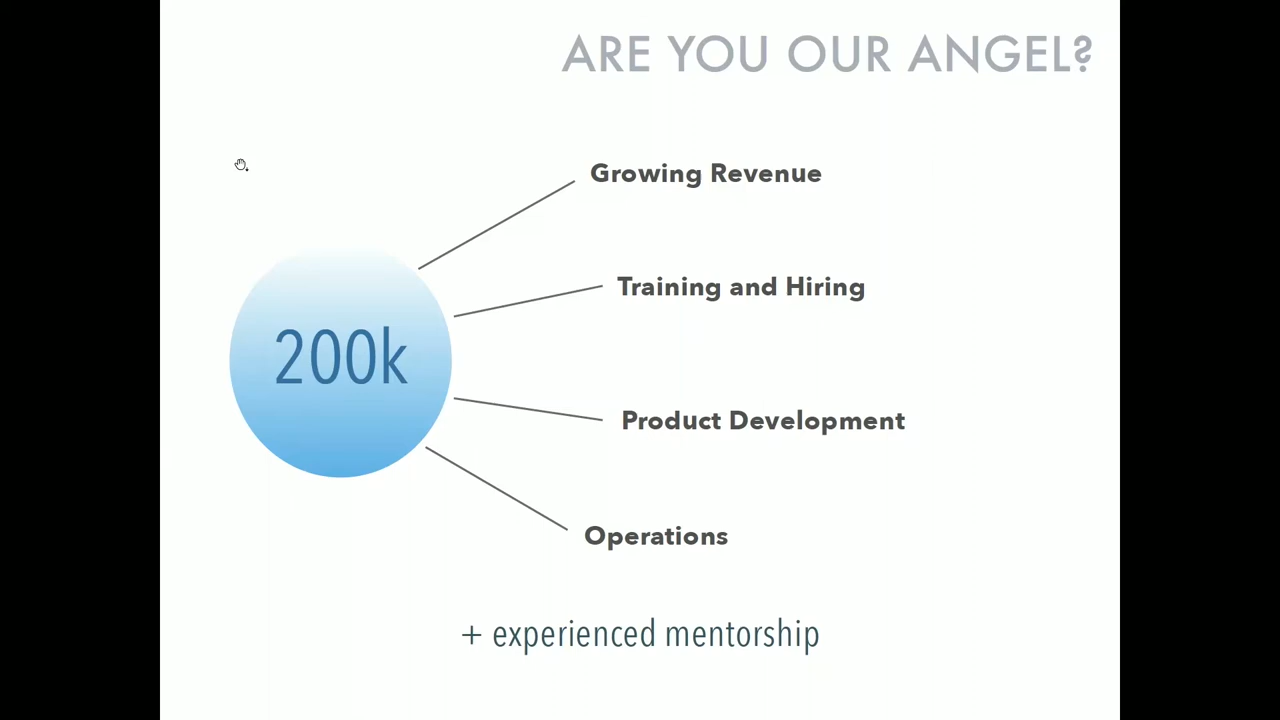 ARE YOU OUR ANGEL?
Growing Revenue
Training and Hiring
200k
Product Development
Operations
+ experienced mentorship